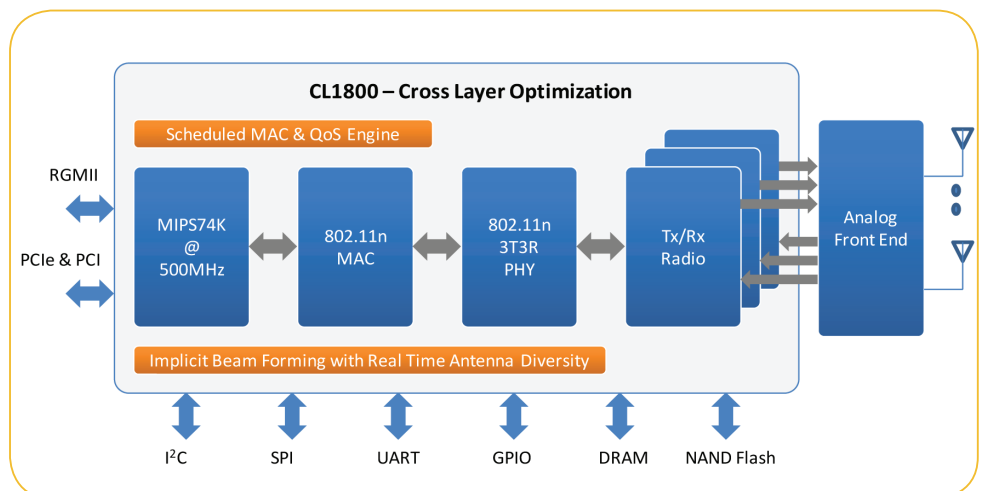 CL1800 – Cross Layer Optimization
Scheduled MAC & QoS Engine
RGMII
PCIe & PCI
MIPS74K
@
500MHz
802.11n
MAC
802.11n
3T3R
PHY
Tx/Rx
Radio
Analog
Front End
Implicit Beam Forming with Real Time Antenna Diversity
I²C
SPI
UART
GPIO
DRAM
NAND Flash